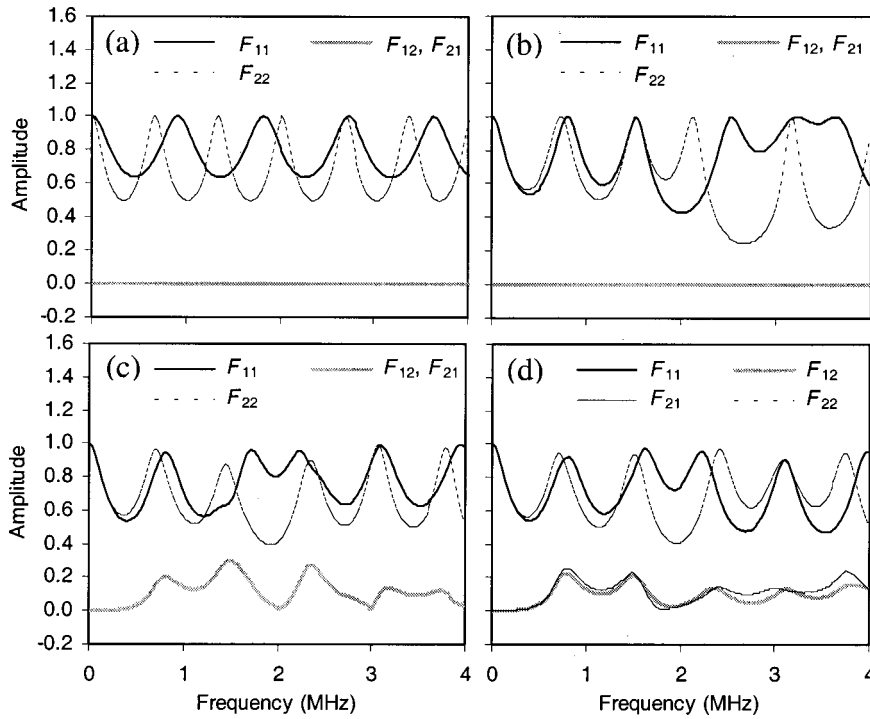 (a)
F11
F12, F21
F22
1.6
1.4
1.2
1.0
0.8
0.6
0.4
0.2
0.0
-0.2
Amplitude
(b)
F11
F12, F21
F22
(c)
F11
F12, F21
F22
1.6
1.4
1.2
1.0
0.8
0.6
0.4
0.2
0.0
-0.2
Amplitude
0
1
2
3
4
Frequency (MHz)
(d)
F11
F12
F21
F22
0
1
2
3
4
Frequency (MHz)